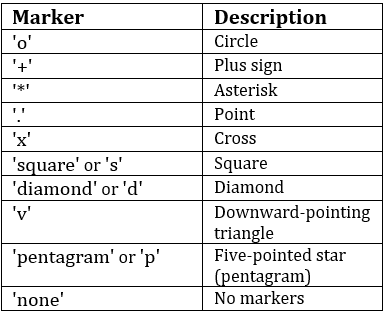 Marker Description
'o' Circle
'+' Plus sign
'*' Asterisk
'.' Point
'x' Cross
'square' or 's' Square
'diamond' or 'd' Diamond
'v' Downward-pointing
triangle
'pentagram' or 'p' Five-pointed star
(pentagram)
'none' No markers